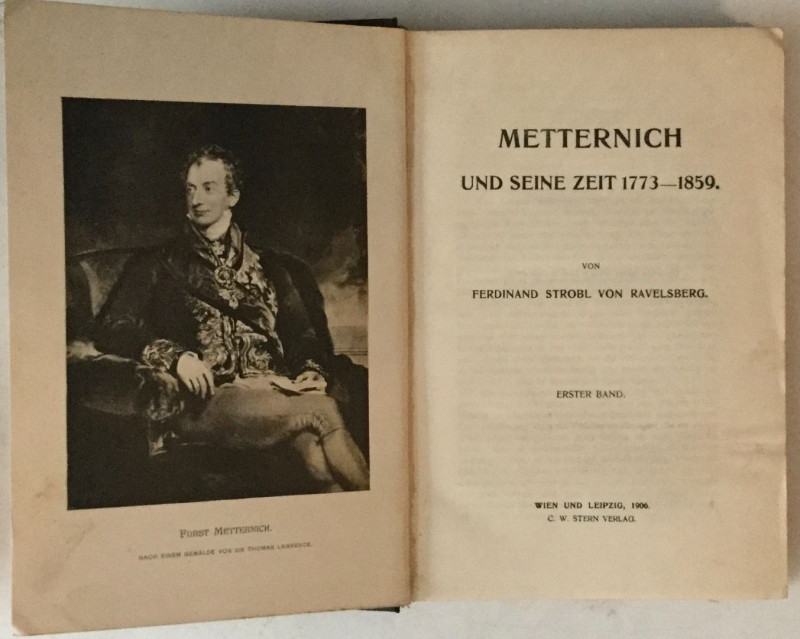 FÜRST METTERNICH.
NACH EINEM GEMÄLDE VON SIR THOMAS LAWRENCE.
METTERNICH
UND SEINE ZEIT 1773—1859.
VON
FERDINAND STROBL VON RAVELSBERG.
ERSTER BAND.
WIEN UND LEIPZIG, 1906.
C. W. STERN VERLAG.